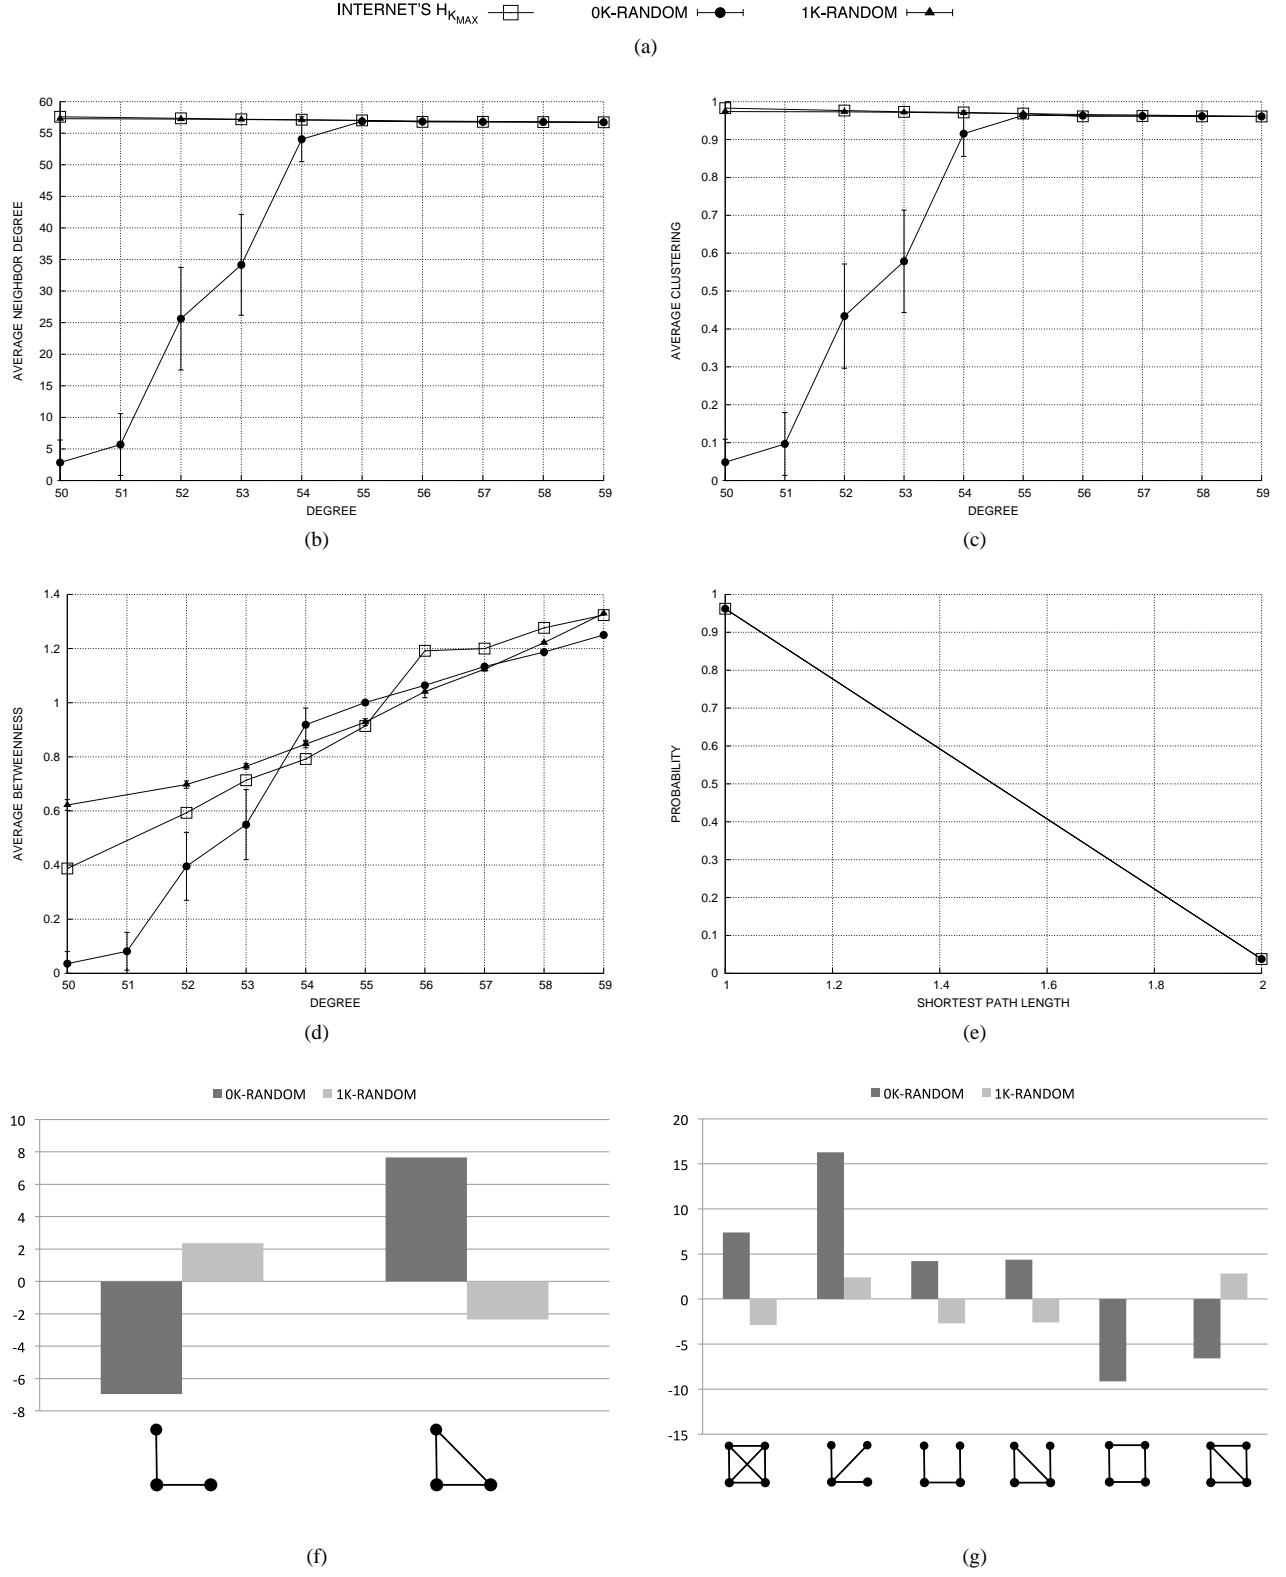 INTERNET'S H_KMAX 0K-RANDOM 1K-RANDOM
(a)
60
55
50
45
40
35
30
25
20
15
10
5
0
AVERAGE NEIGHBOR DEGREE
50 51 52 53 54 55 56 57 58 59
DEGREE
(b)
1
0.9
0.8
0.7
0.6
0.5
0.4
0.3
0.2
0.1
0
AVERAGE CLUSTERING
50 51 52 53 54 55 56 57 58 59
DEGREE
(c)
1.4
1.2
1
0.8
0.6
0.4
0.2
0
AVERAGE BETWEENNESS
50 51 52 53 54 55 56 57 58 59
DEGREE
(d)
1
0.9
0.8
0.7
0.6
0.5
0.4
0.3
0.2
0.1
0
PROBABILITY
1 1.2 1.4 1.6 1.8 2
SHORTEST PATH LENGTH
(e)
0K-RANDOM 1K-RANDOM
10
8
6
4
2
0
-2
-4
-6
-8
(f)
0K-RANDOM 1K-RANDOM
20
15
10
5
0
-5
-10
-15
(g)